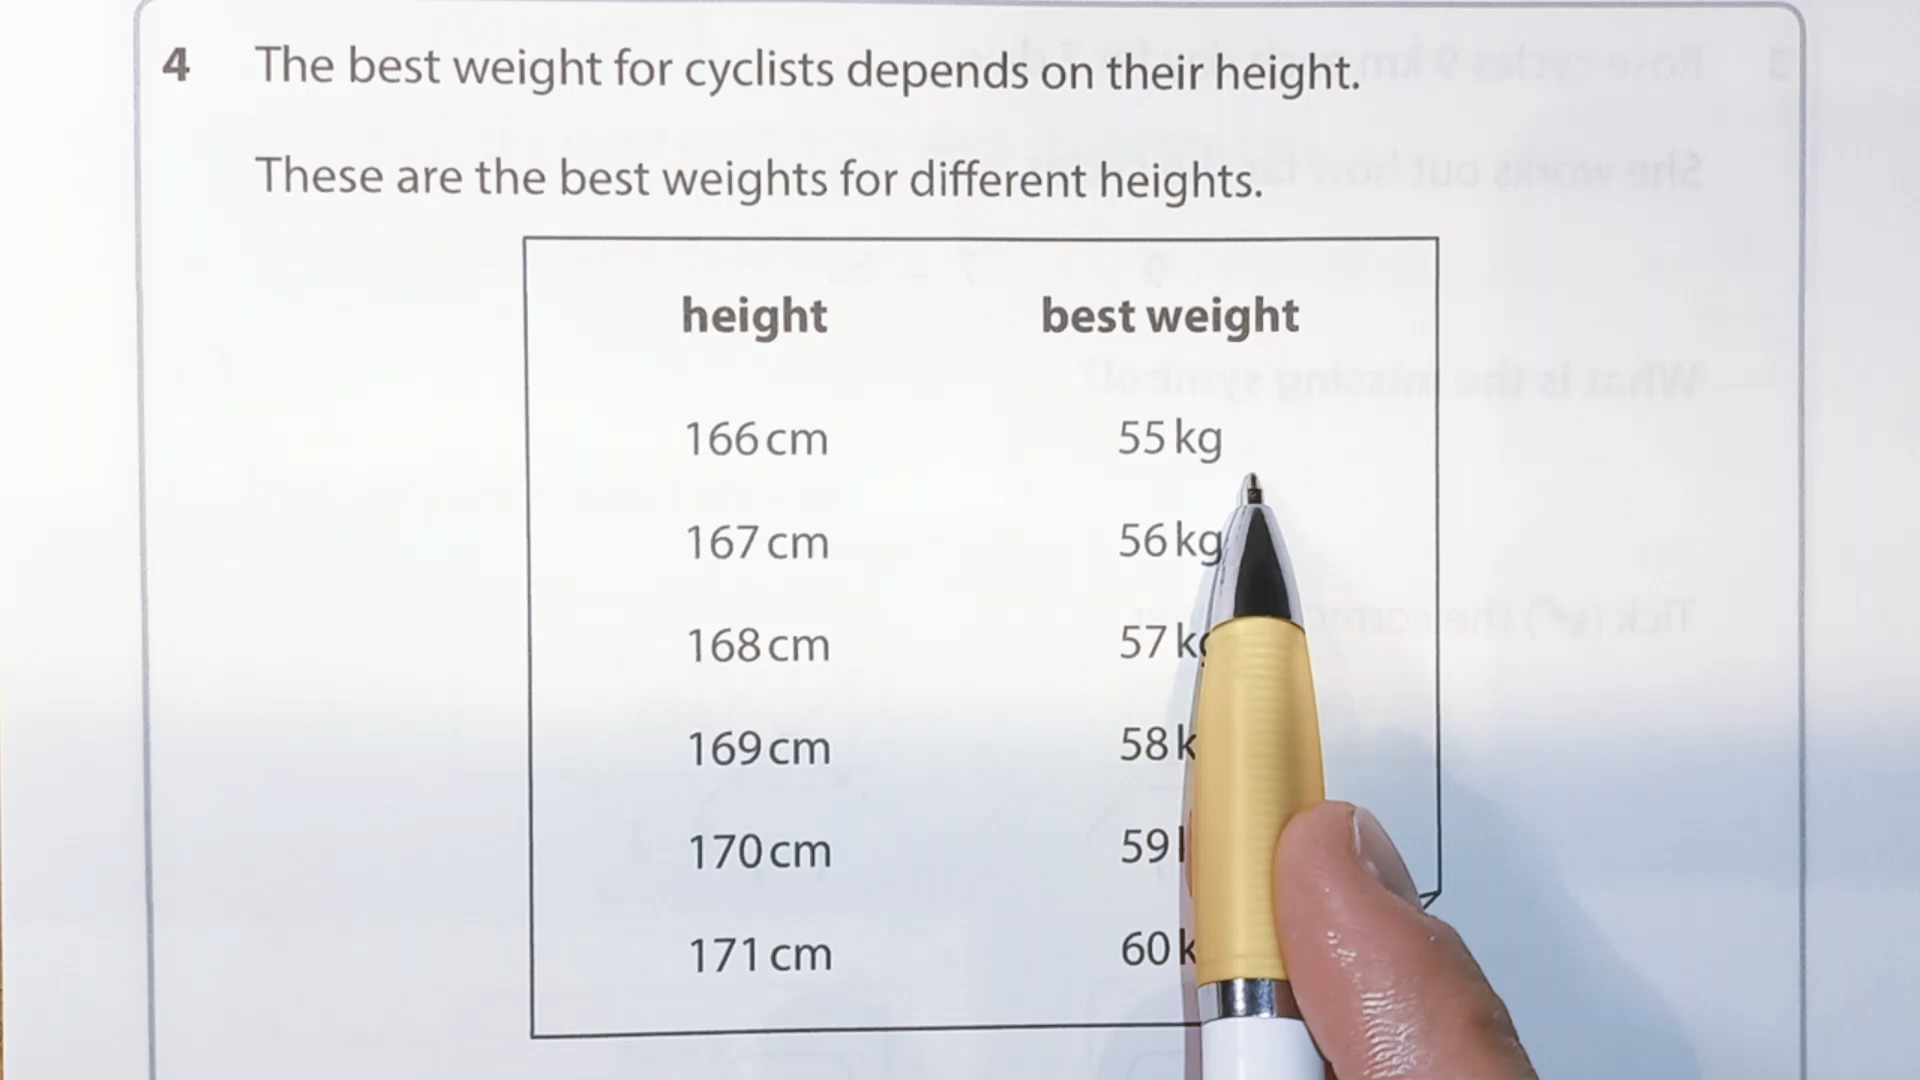 4 The best weight for cyclists depends on their height.
These are the best weights for different heights.
height best weight
166 cm 55 kg
167 cm 56 kg
168 cm 57 kg
169 cm 58 k
170 cm 59
171 cm 60 k